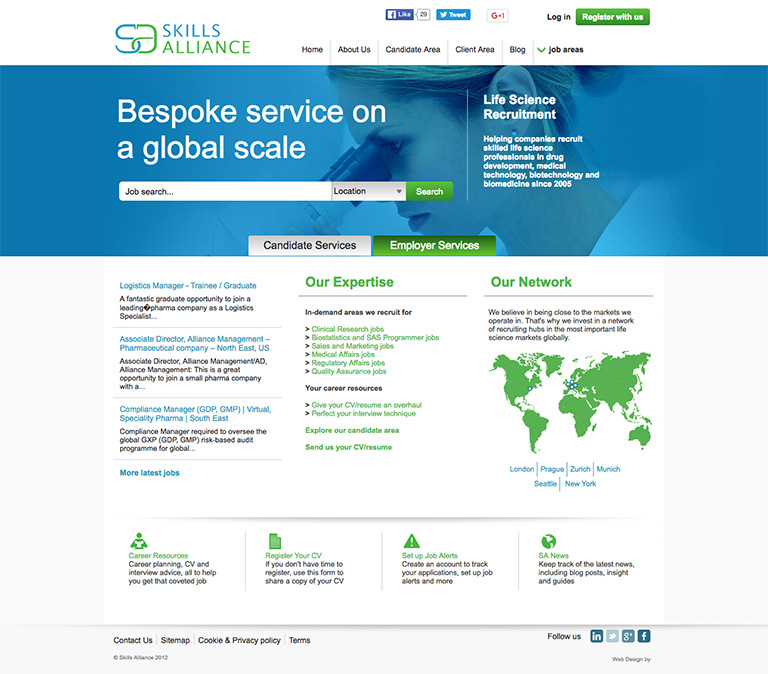 Like 29 Tweet G+1 Log in Register with us
SKILLS
ALLIANCE
Home About Us Candidate Area Client Area Blog job areas
Bespoke service on
a global scale
Life Science
Recruitment
Helping companies recruit
skilled life science
professionals in drug
development, medical
technology, biotechnology and
biomedicine since 2005
Job search... Location Search
Candidate Services Employer Services
Logistics Manager - Trainee / Graduate
A fantastic graduate opportunity to join a
leading�pharma company as a Logistics
Specialist...
Associate Director, Alliance Management –
Pharmaceutical company – North East, US
Associate Director, Alliance Management/AD,
Alliance Management: This is a great
opportunity to join a small pharma company
with a...
Compliance Manager (GDP, GMP) | Virtual,
Speciality Pharma | South East
Compliance Manager required to oversee the
global GXP (GDP, GMP) risk-based audit
programme for global...
More latest jobs
Our Expertise
In-demand areas we recruit for
> Clinical Research jobs
> Biostatistics and SAS Programmer jobs
> Sales and Marketing jobs
> Medical Affairs jobs
> Regulatory Affairs jobs
> Quality Assurance jobs
Your career resources
> Give your CV/resume an overhaul
> Perfect your interview technique
Explore our candidate area
Send us your CV/resume
Our Network
We believe in being close to the markets we
operate in. That's why we invest in a network
of recruiting hubs in the most important life
science markets globally.
London Prague Zurich Munich
Seattle New York
Career Resources
Career planning, CV and
interview advice, all to help
you get that coveted job
Register Your CV
If you don't have time to
register, use this form to
share a copy of your CV
Set up Job Alerts
Create an account to track
your applications, set up job
alerts and more
SA News
Keep track of the latest news,
including blog posts, insight
and guides
Contact Us Sitemap Cookie & Privacy policy Terms
Follow us
© Skills Alliance 2012
Web Design by